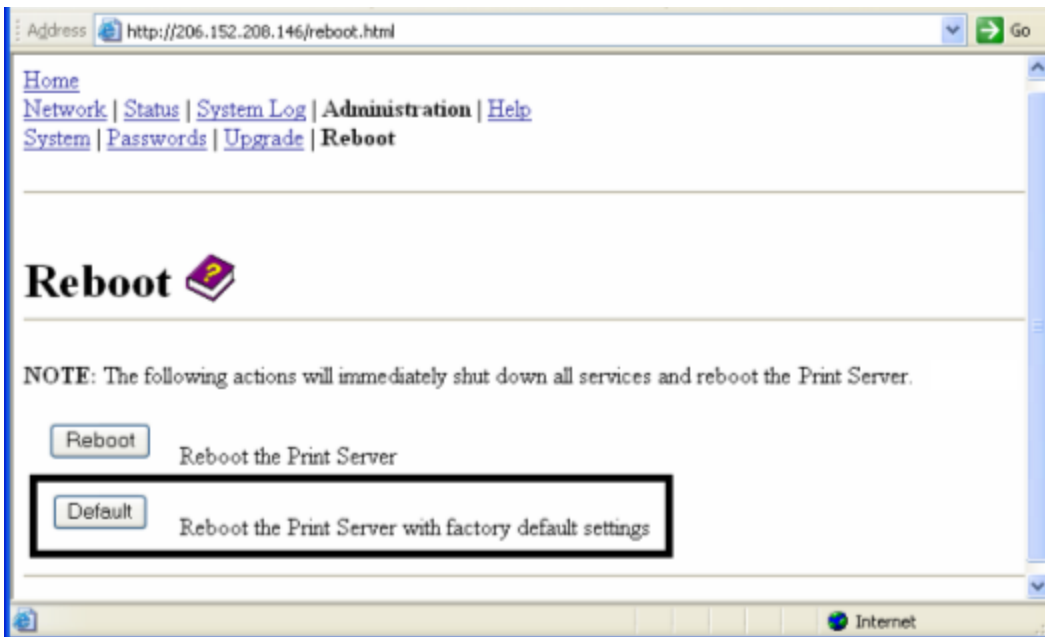 Address http://206.152.208.146/reboot.html Go
Home
Network | Status | System Log | Administration | Help
System | Passwords | Upgrade | Reboot
Reboot
NOTE: The following actions will immediately shut down all services and reboot the Print Server.
Reboot Reboot the Print Server
Default Reboot the Print Server with factory default settings
Internet